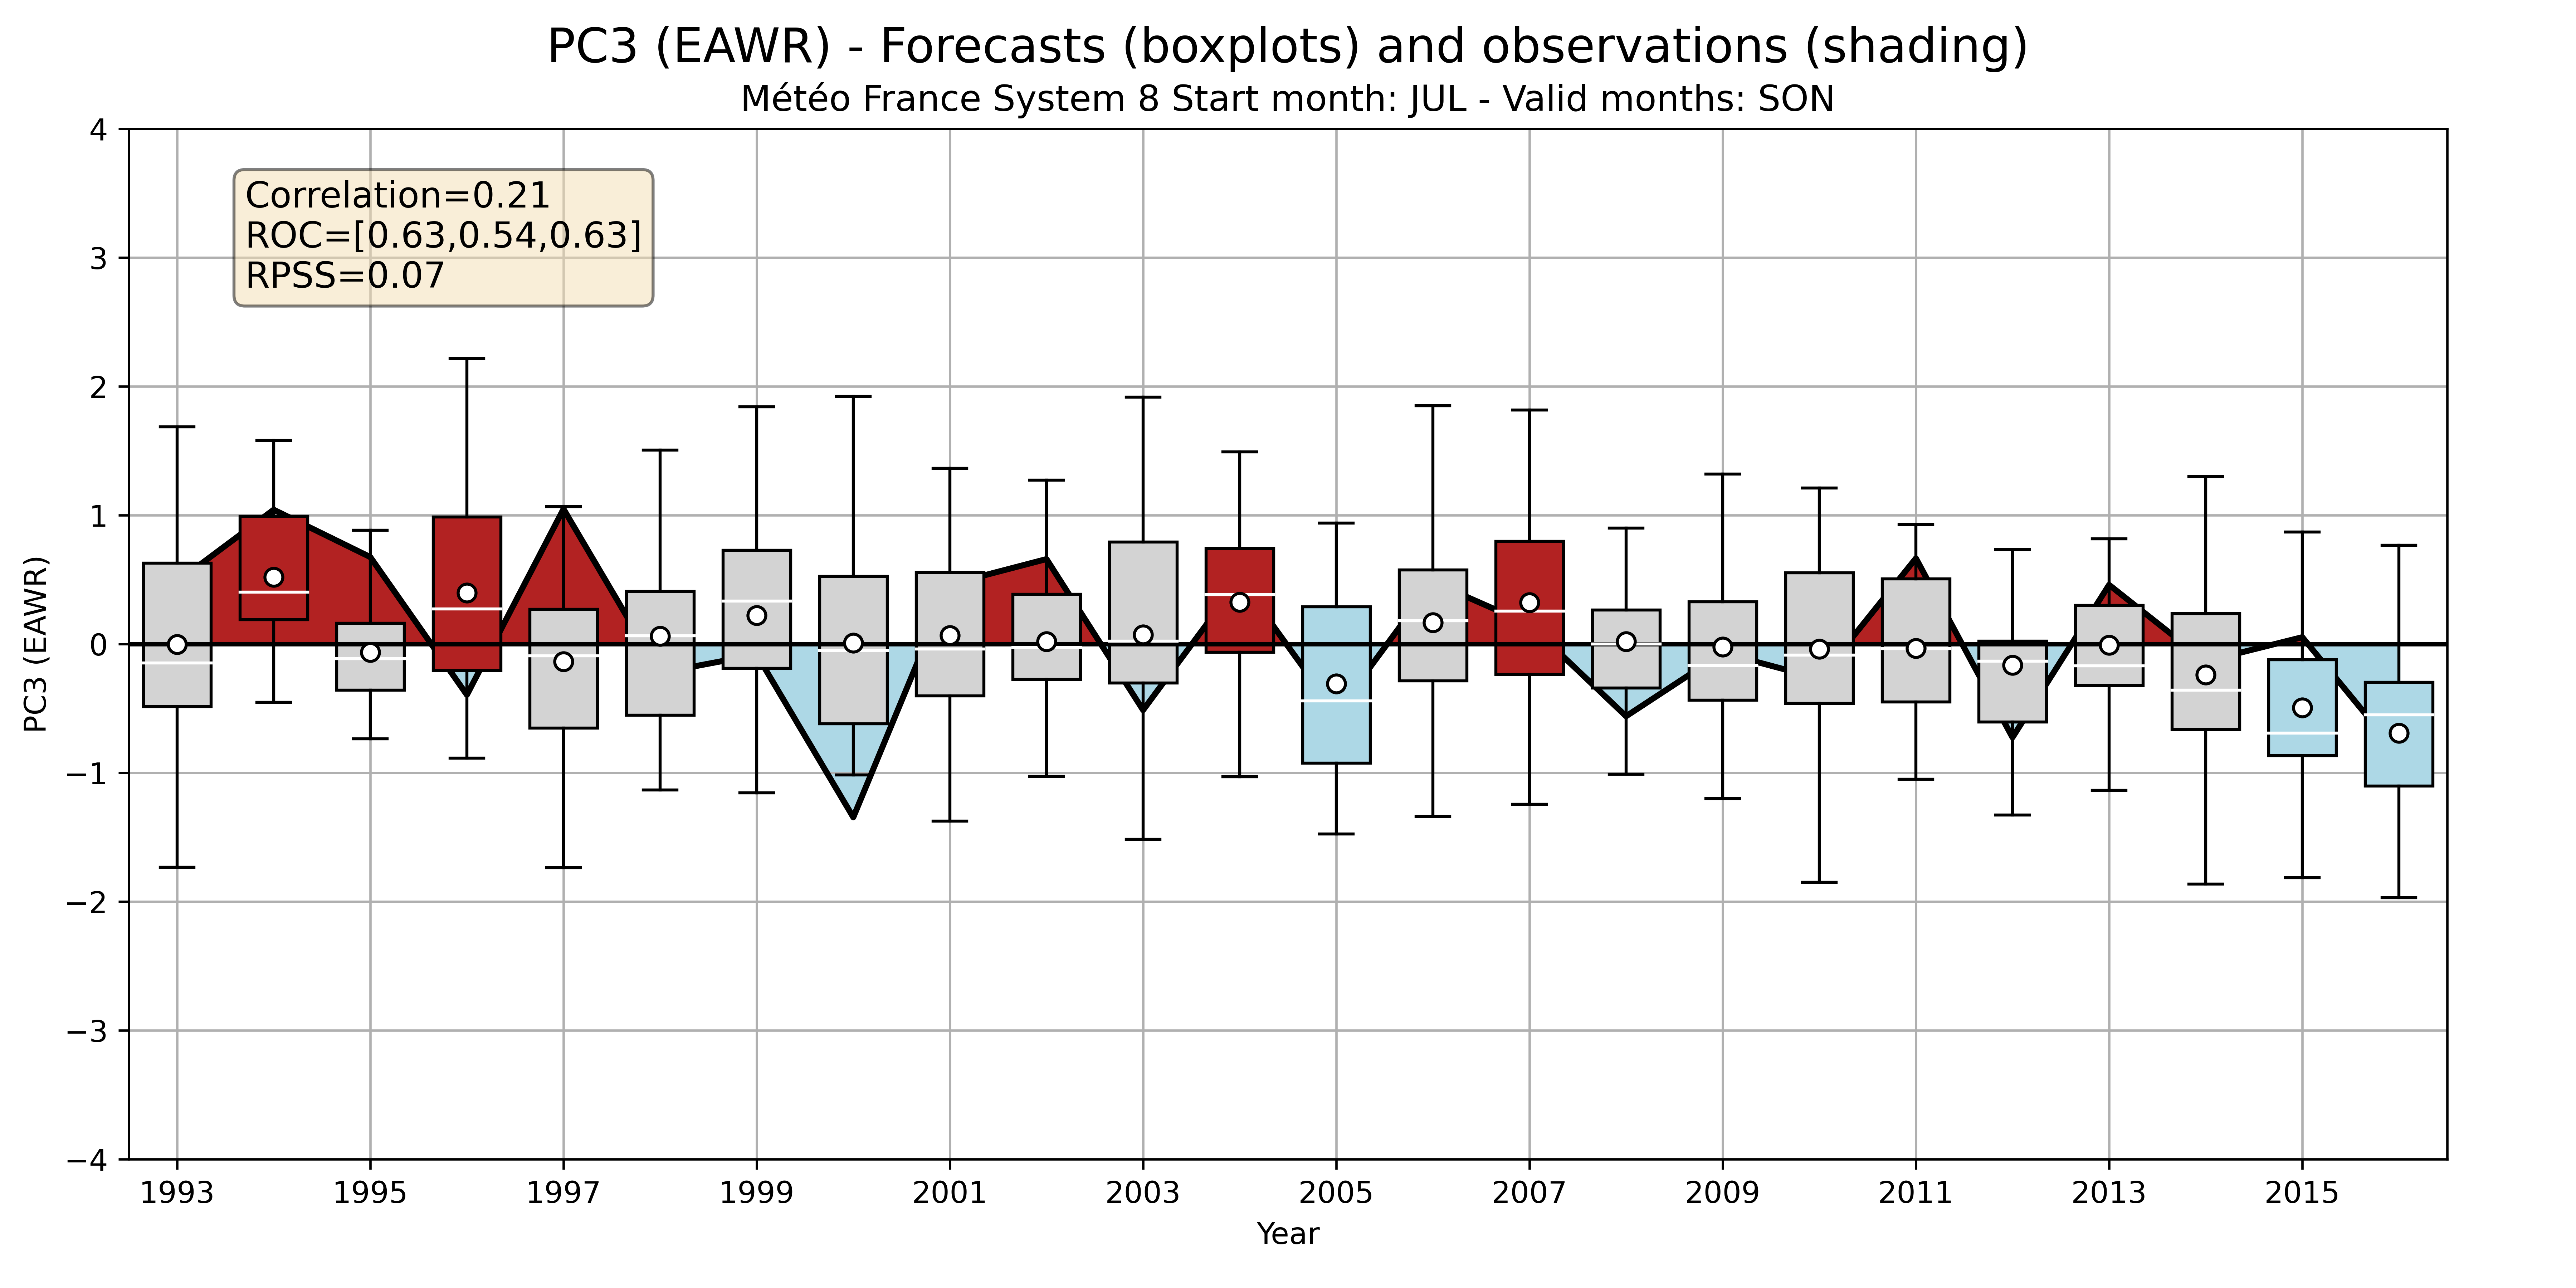 PC3 (EAWR) - Forecasts (boxplots) and observations (shading)
Météo France System 8 Start month: JUL - Valid months: SON
Correlation=0.21
ROC=[0.63,0.54,0.63]
RPSS=0.07
PC3 (EAWR)
4
3
2
1
0
−1
−2
−3
−4
1993 1995 1997 1999 2001 2003 2005 2007 2009 2011 2013 2015
Year